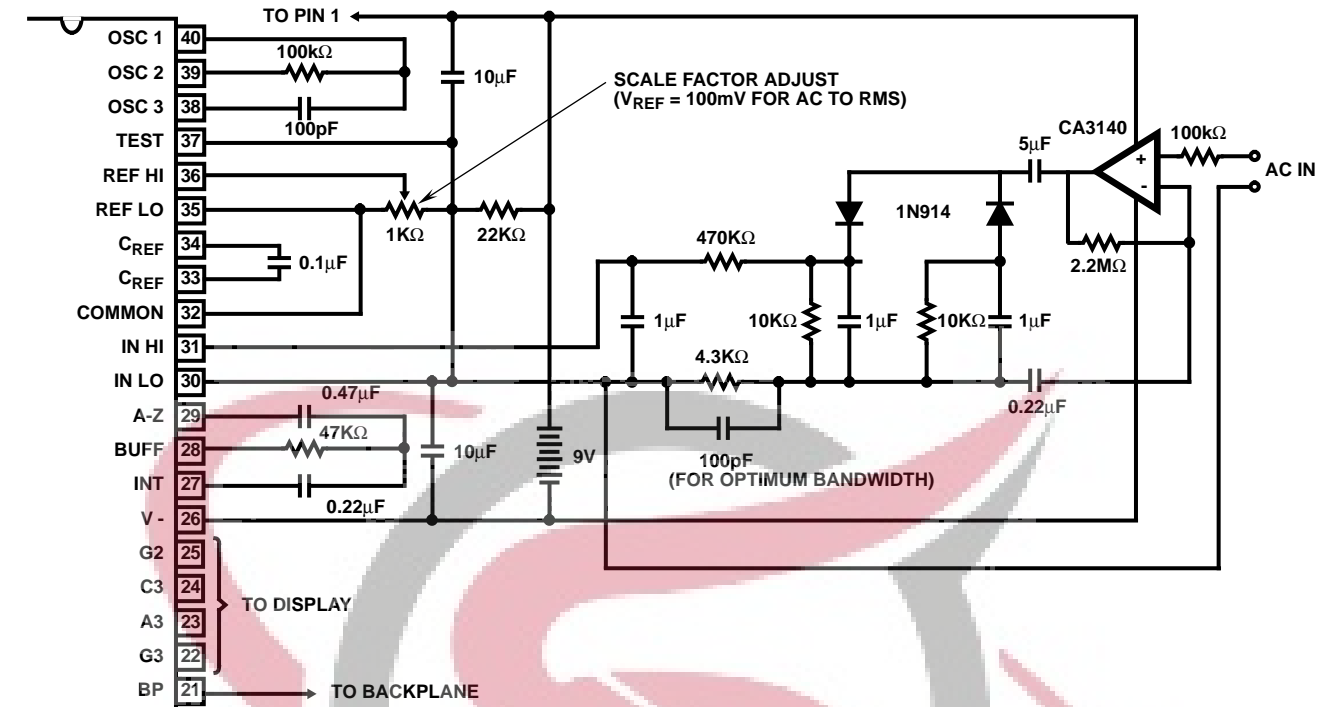 TO PIN 1
OSC 1 40
100kΩ
OSC 2 39
10μF
SCALE FACTOR ADJUST
(VREF = 100mV FOR AC TO RMS)
OSC 3 38
100pF
TEST 37
CA3140
100kΩ
5μF
+
-
AC IN
REF HI 36
REF LO 35
1KΩ
22KΩ
1N914
470KΩ
2.2MΩ
CREF 34
0.1μF
CREF 33
COMMON 32
1μF
10KΩ
1μF
10KΩ
1μF
IN HI 31
4.3KΩ
IN LO 30
0.47μF
0.22μF
A-Z 29
47KΩ
BUFF 28
10μF
9V
100pF
(FOR OPTIMUM BANDWIDTH)
INT 27
0.22μF
V - 26
G2 25
C3 24
TO DISPLAY
A3 23
G3 22
BP 21
TO BACKPLANE